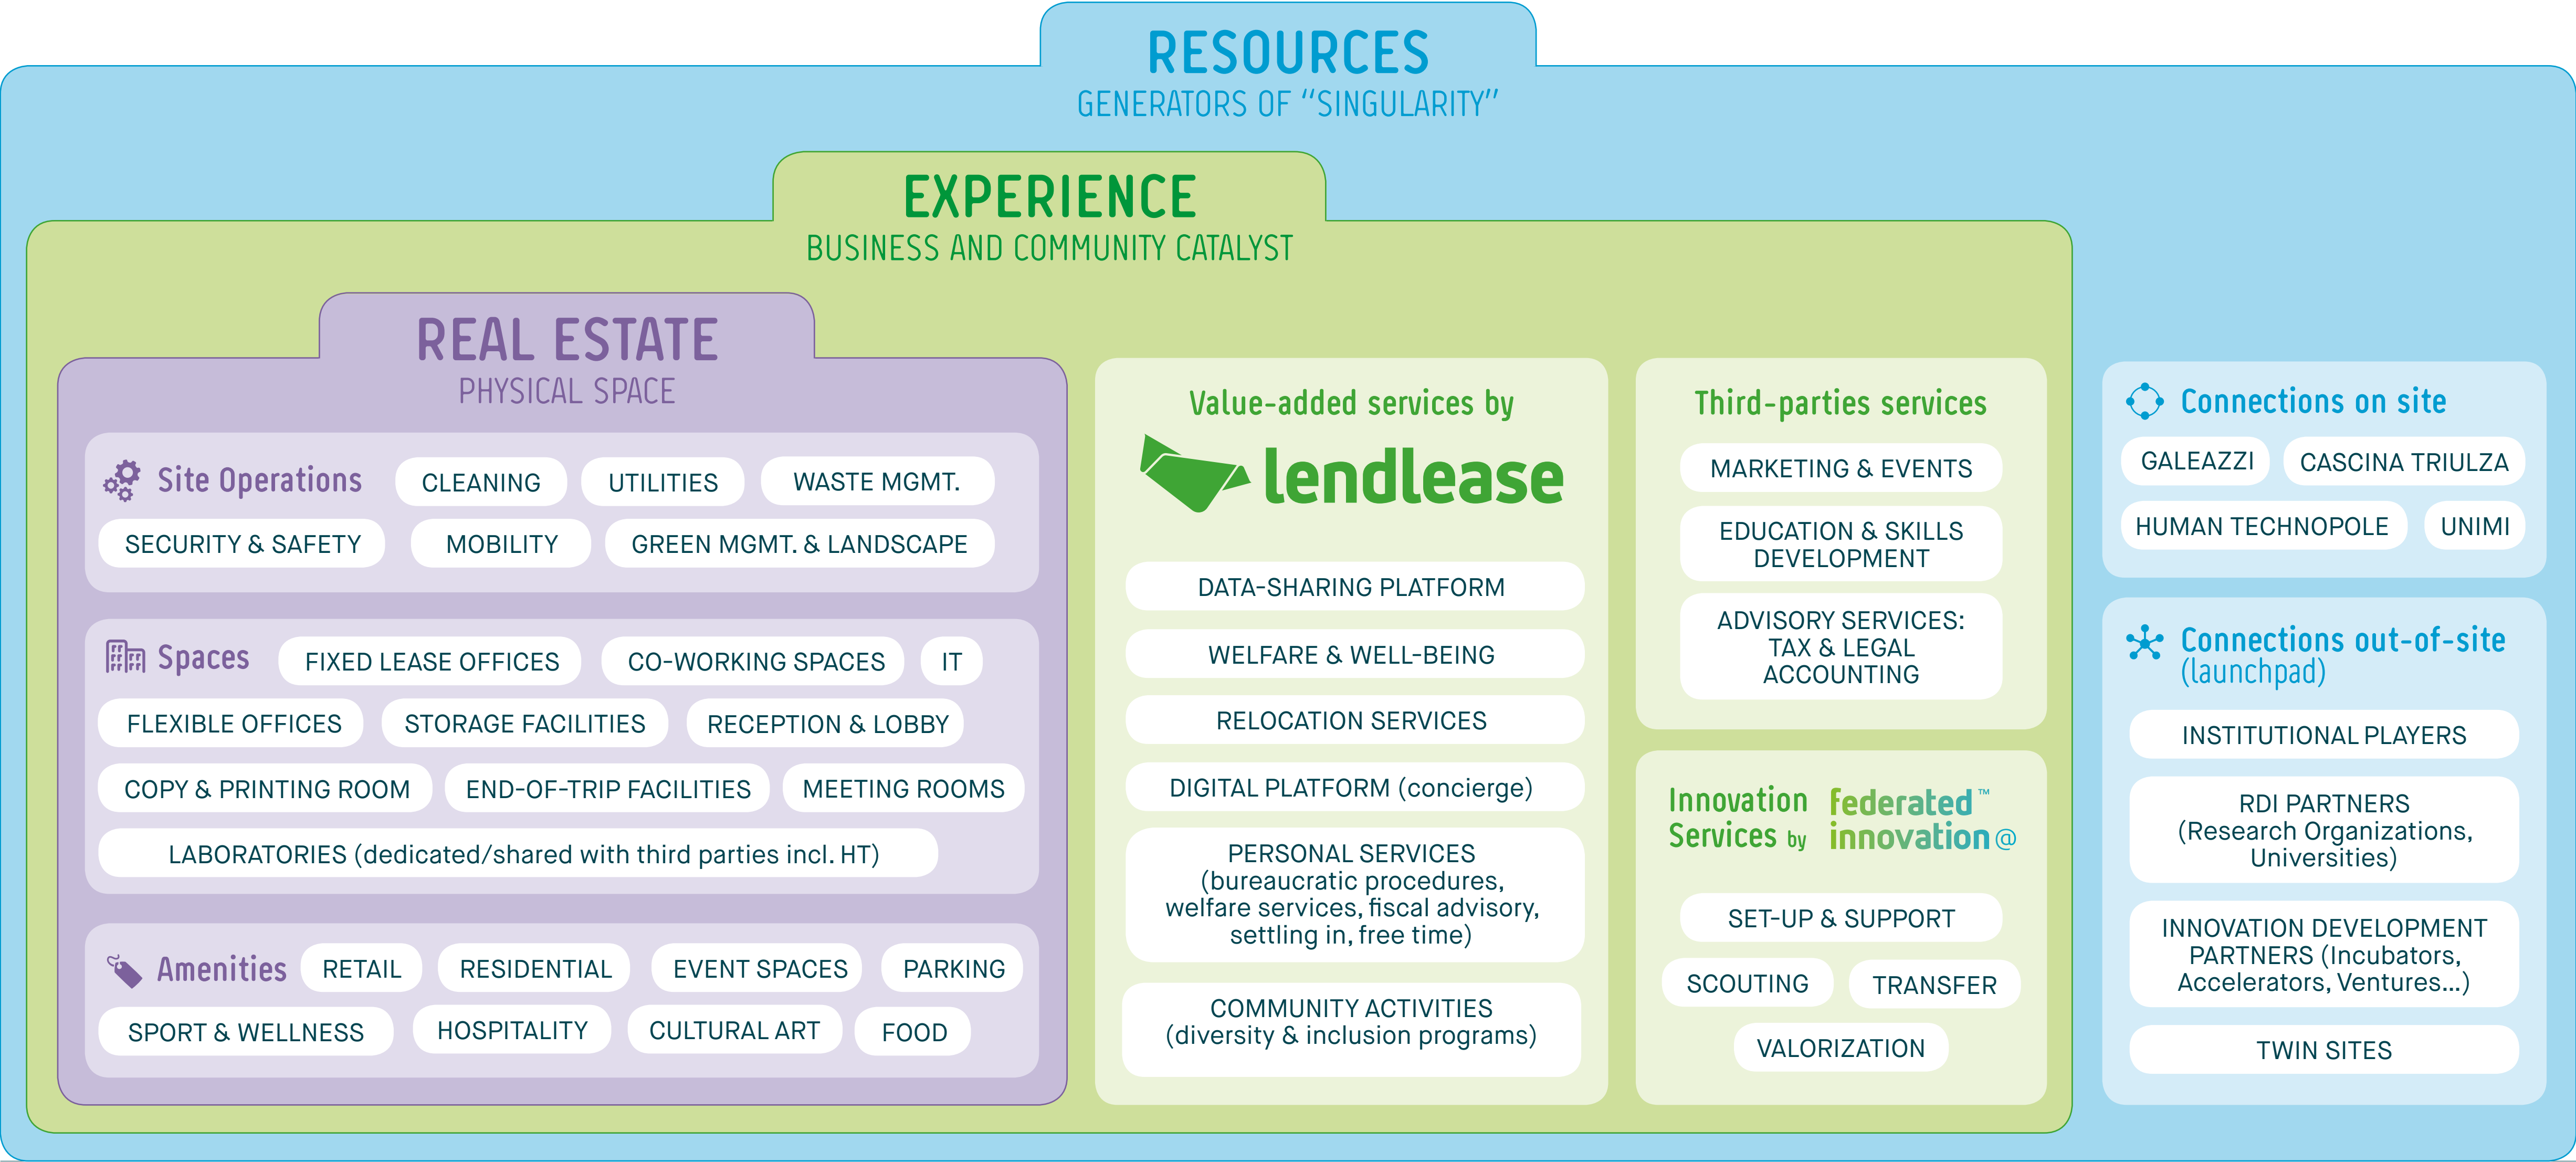 RESOURCES
GENERATORS OF “SINGULARITY”
EXPERIENCE
BUSINESS AND COMMUNITY CATALYST
REAL ESTATE
PHYSICAL SPACE
Site Operations
CLEANING
UTILITIES
WASTE MGMT.
SECURITY & SAFETY
MOBILITY
GREEN MGMT. & LANDSCAPE
Spaces
FIXED LEASE OFFICES
CO-WORKING SPACES
IT
FLEXIBLE OFFICES
STORAGE FACILITIES
RECEPTION & LOBBY
COPY & PRINTING ROOM
END-OF-TRIP FACILITIES
MEETING ROOMS
LABORATORIES (dedicated/shared with third parties incl. HT)
Amenities
RETAIL
RESIDENTIAL
EVENT SPACES
PARKING
SPORT & WELLNESS
HOSPITALITY
CULTURAL ART
FOOD
Value-added services by
lendlease
DATA-SHARING PLATFORM
WELFARE & WELL-BEING
RELOCATION SERVICES
DIGITAL PLATFORM (concierge)
PERSONAL SERVICES
(bureaucratic procedures,
welfare services, fiscal advisory,
settling in, free time)
COMMUNITY ACTIVITIES
(diversity & inclusion programs)
Third-parties services
MARKETING & EVENTS
EDUCATION & SKILLS
DEVELOPMENT
ADVISORY SERVICES:
TAX & LEGAL
ACCOUNTING
Innovation
Services by
federated™
innovation@
SET-UP & SUPPORT
SCOUTING
TRANSFER
VALORIZATION
Connections on site
GALEAZZI
CASCINA TRIULZA
HUMAN TECHNOPOLE
UNIMI
Connections out-of-site
(launchpad)
INSTITUTIONAL PLAYERS
RDI PARTNERS
(Research Organizations,
Universities)
INNOVATION DEVELOPMENT
PARTNERS (Incubators,
Accelerators, Ventures...)
TWIN SITES